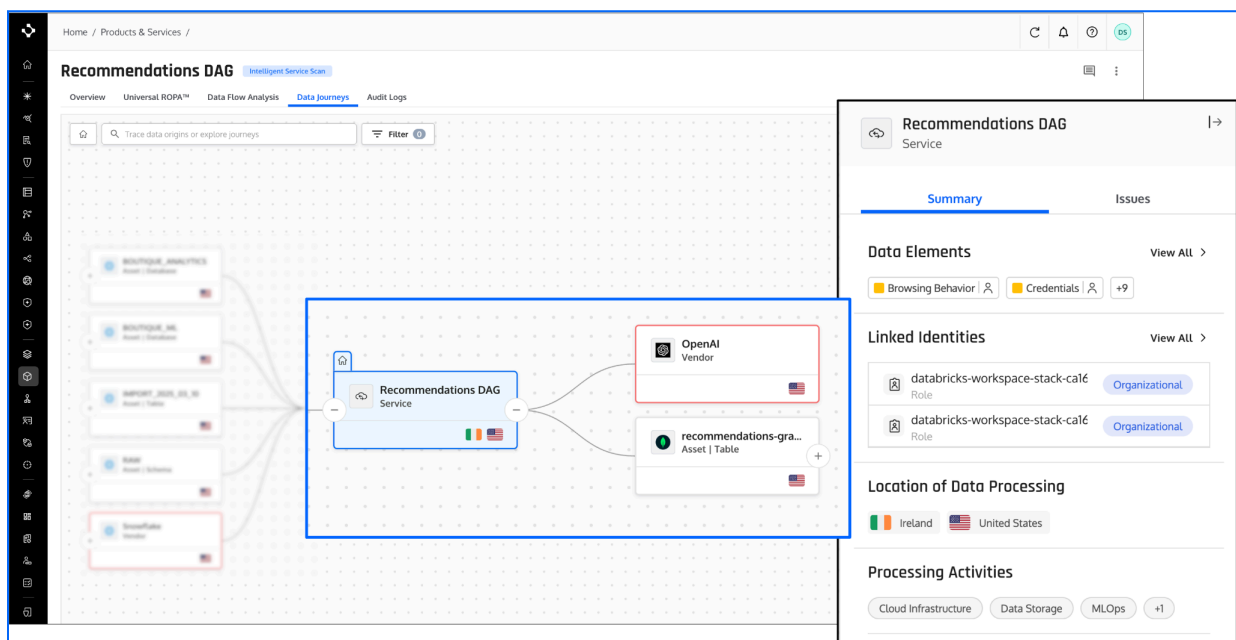 Home / Products & Services /
DS
Recommendations DAG
Intelligent Service Scan
Overview Universal ROPA™ Data Flow Analysis Data Journeys Audit Logs
Trace data origins or explore journeys
Filter 0
BOUTIQUE_ANALYTICS
Asset | Database
BOUTIQUE_ML
Asset | Database
IMPORT_2025_03_10
Asset | Table
RAW
Asset | Schema
Snowflake
Vendor
Recommendations DAG
Service
OpenAI
Vendor
recommendations-gra...
Asset | Table
Recommendations DAG
Service
Summary Issues
Data Elements View All
Browsing Behavior Credentials +9
Linked Identities View All
databricks-workspace-stack-ca16 Organizational
Role
databricks-workspace-stack-ca16 Organizational
Role
Location of Data Processing
Ireland United States
Processing Activities
Cloud Infrastructure Data Storage MLOps +1